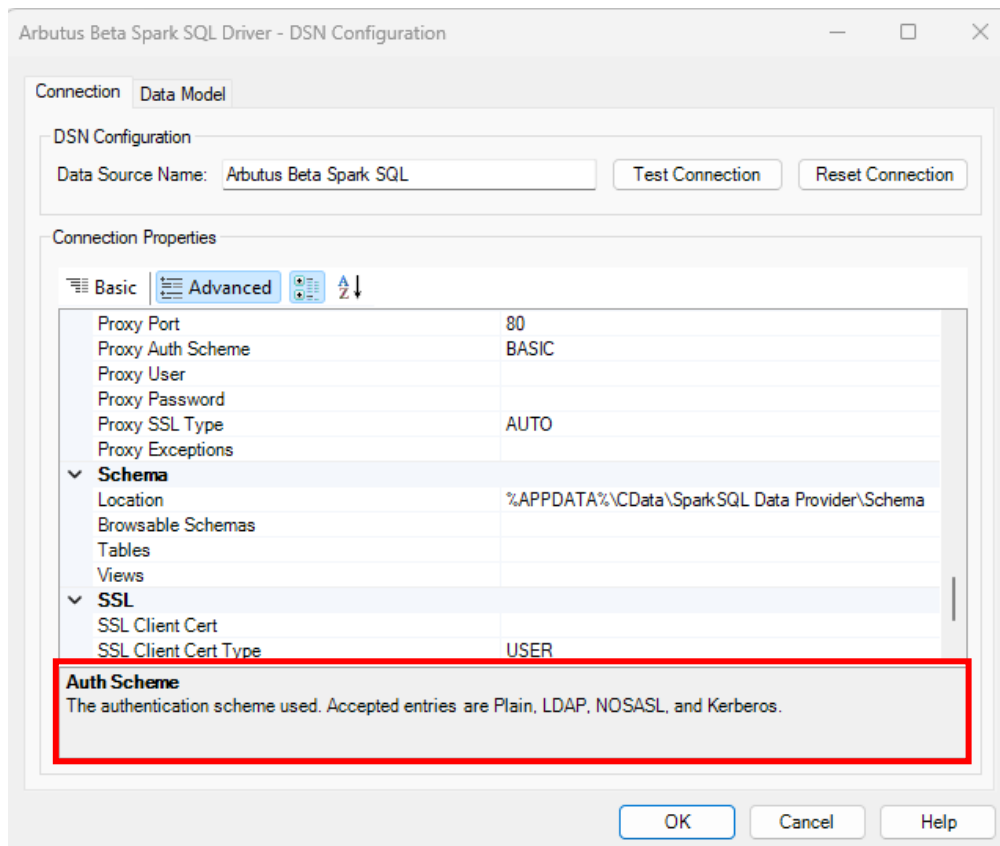 Arbutus Beta Spark SQL Driver - DSN Configuration
Connection Data Model
DSN Configuration
Data Source Name: Arbutus Beta Spark SQL Test Connection Reset Connection
Connection Properties
Basic Advanced AZ
Proxy Port 80
Proxy Auth Scheme BASIC
Proxy User
Proxy Password
Proxy SSL Type AUTO
Proxy Exceptions
Schema
Location %APPDATA%\CData\SparkSQL Data Provider\Schema
Browsable Schemas
Tables
Views
SSL
SSL Client Cert
SSL Client Cert Type USER
Auth Scheme
The authentication scheme used. Accepted entries are Plain, LDAP, NOSASL, and Kerberos.
OK Cancel Help